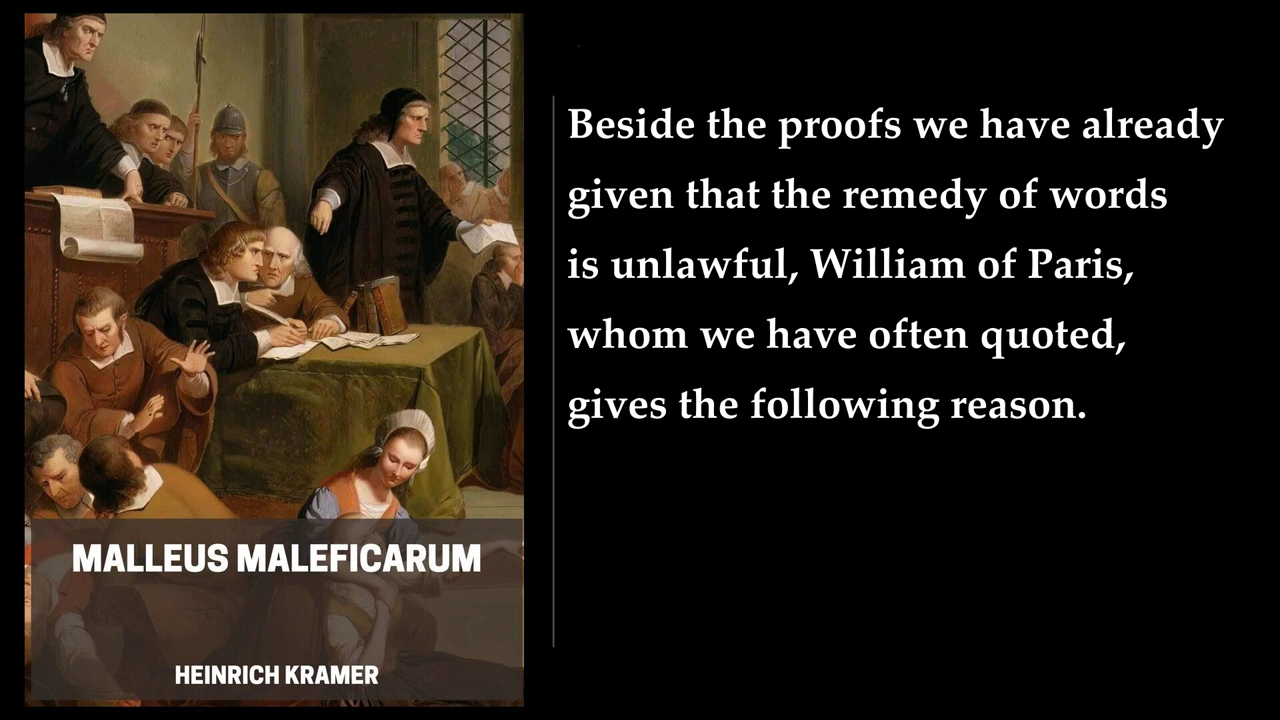 MALLEUS MALEFICARUM
HEINRICH KRAMER
Beside the proofs we have already
given that the remedy of words
is unlawful, William of Paris,
whom we have often quoted,
gives the following reason.